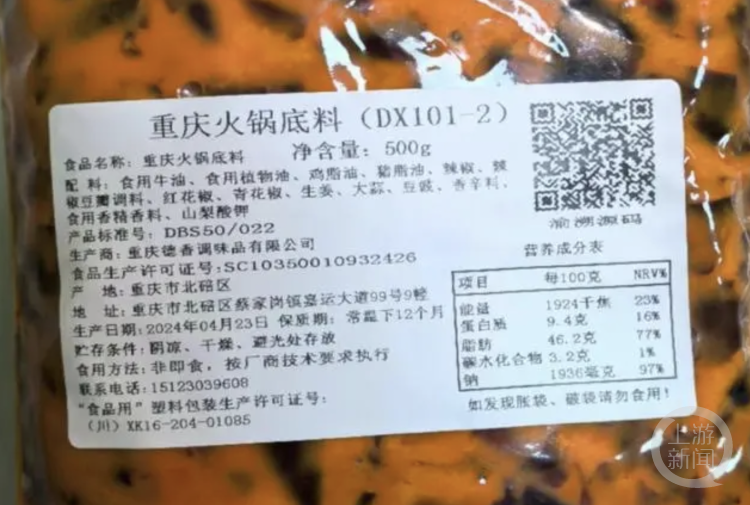 重庆火锅底料（DX101-2）
食品名称：重庆火锅底料 净含量：500g
配 料：食用牛油、食用植物油、鸡脂油、猪脂油、辣椒、辣
椒豆瓣调料、红花椒、青花椒、生姜、大蒜、豆豉、香辛料、
食用香精香料、山梨酸钾
产品标准号：DBS50/022
生产商：重庆德香调味品有限公司
食品生产许可证号：SC10350010932426
产 地：重庆市北碚区
地 址：重庆市北碚区蔡家岗镇嘉运大道99号9幢
生产日期：2024年04月23日 保质期：常温下12个月
贮存条件：阴凉、干燥、避光处存放
食用方法：非即食，按厂商技术要求执行
联系电话：15123039608
“食品用”塑料包装生产许可证号：
（川）XK16-204-01085
渝溯源码
营养成分表
项目 每100克 NRV%
能量 1924千焦 23%
蛋白质 9.4克 16%
脂肪 46.2克 77%
碳水化合物 3.2克 1%
钠 1936毫克 97%
如发现胀袋、破袋请勿食用！
上游
新闻